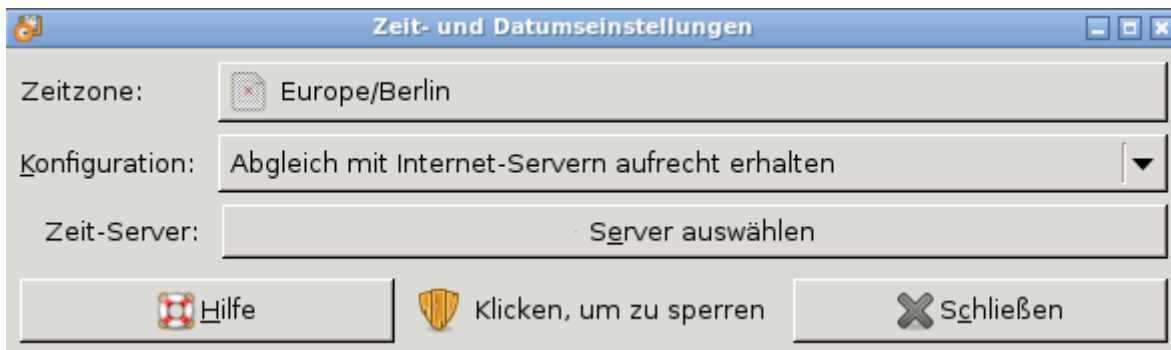 Zeit- und Datumseinstellungen
Zeitzone: Europe/Berlin
Konfiguration: Abgleich mit Internet-Servern aufrecht erhalten
Zeit-Server: Server auswählen
Hilfe Klicken, um zu sperren Schließen